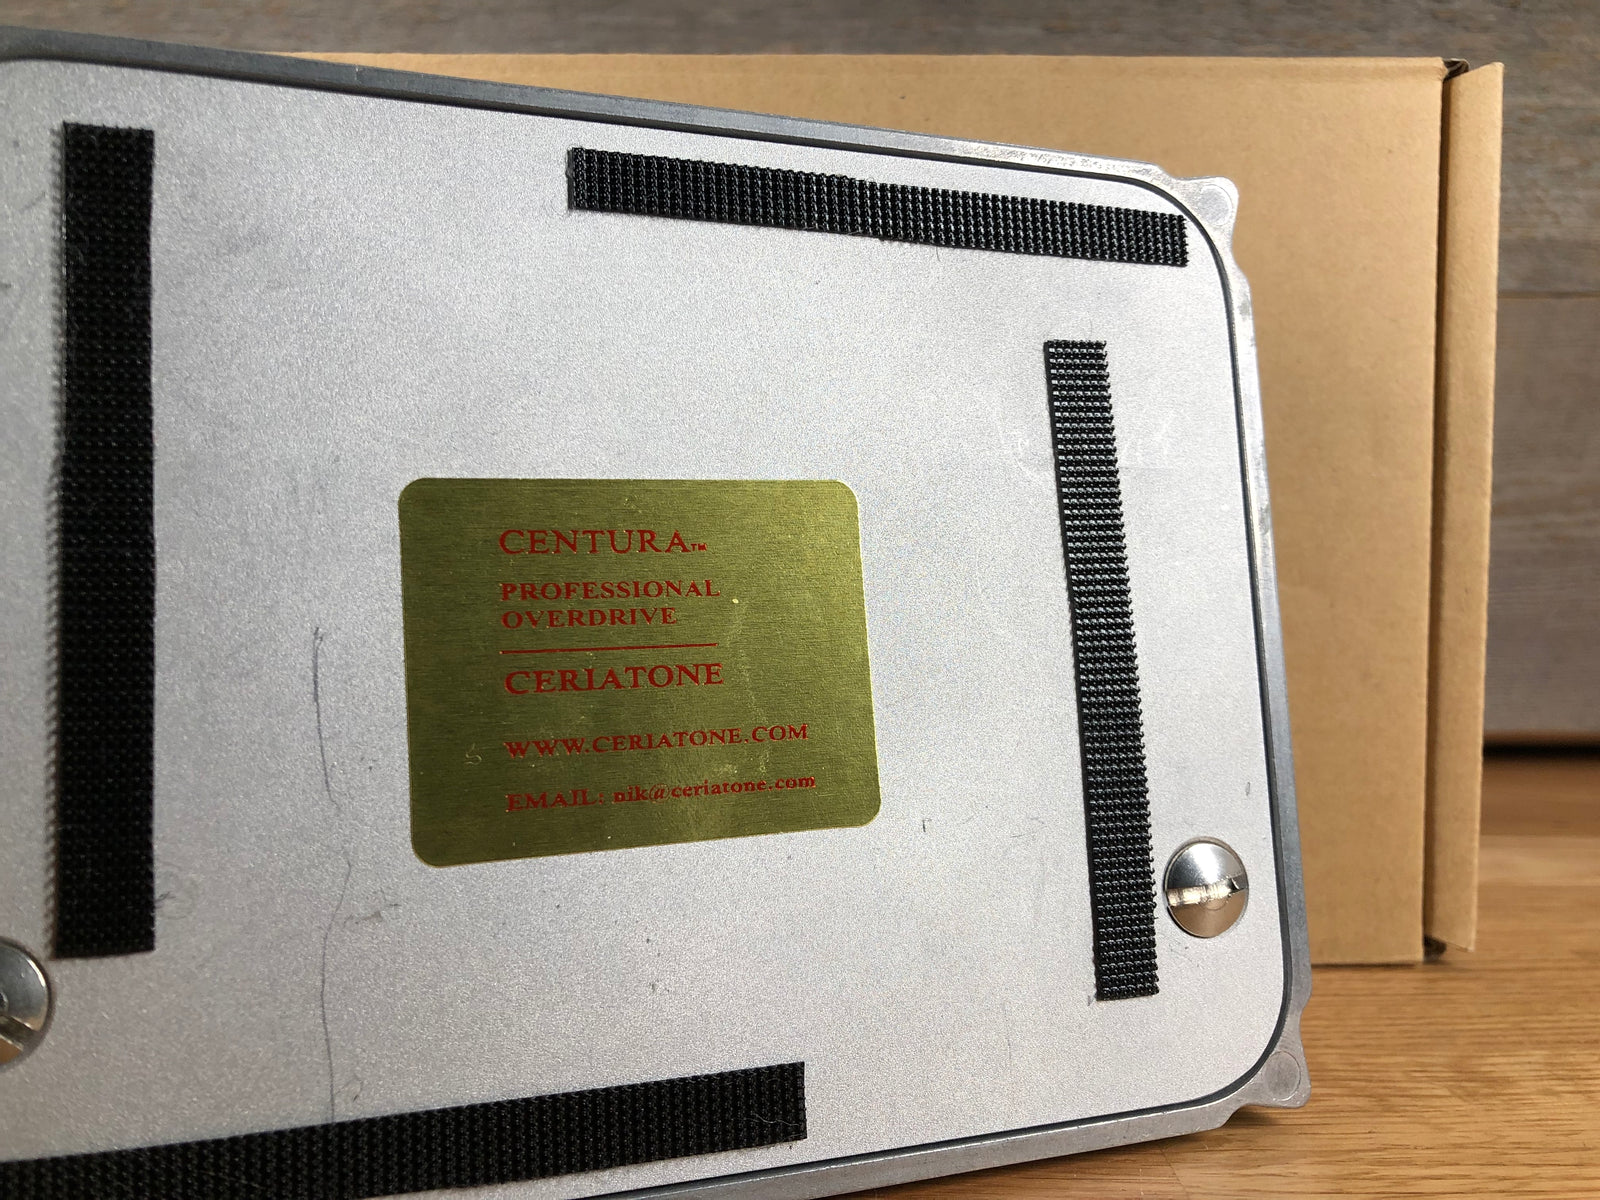 CENTURA™
PROFESSIONAL
OVERDRIVE
CERIATONE
WWW.CERIATONE.COM
EMAIL: nik@ceriatone.com